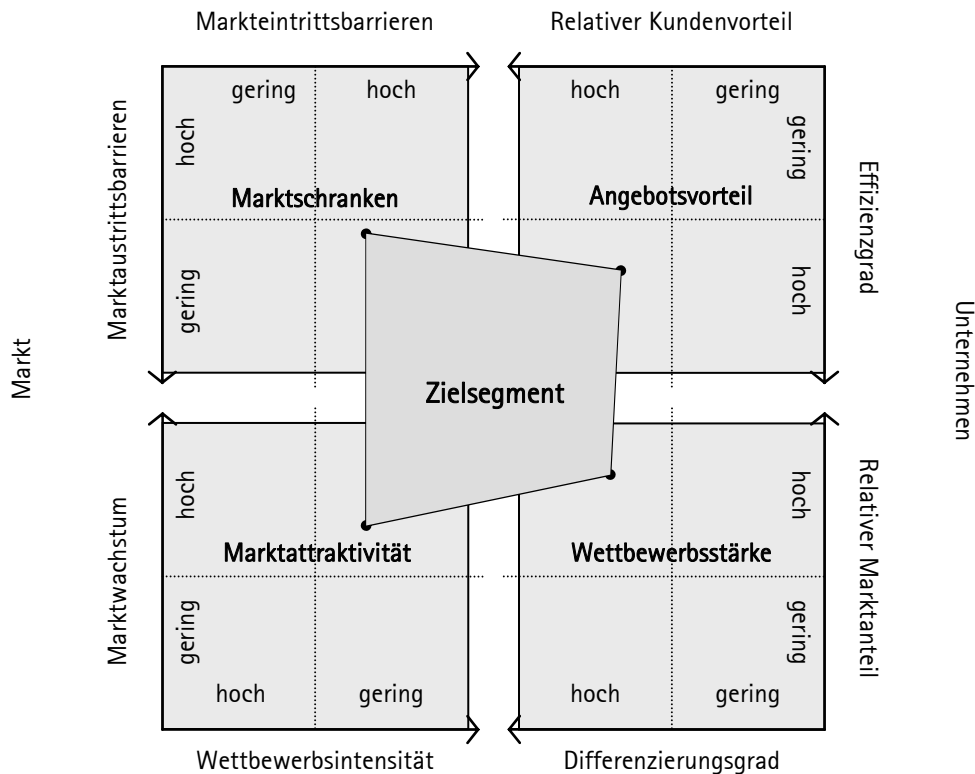 Markteintrittsbarrieren
Relativer Kundenvorteil
gering
hoch
hoch
gering
hoch
gering
Marktaustrittsbarrieren
Effizienzgrad
Marktschranken
Angebotsvorteil
gering
hoch
Markt
Unternehmen
Zielsegment
hoch
hoch
Marktwachstum
Relativer Marktanteil
Marktattraktivität
Wettbewerbsstärke
gering
gering
hoch
gering
hoch
gering
Wettbewerbsintensität
Differenzierungsgrad